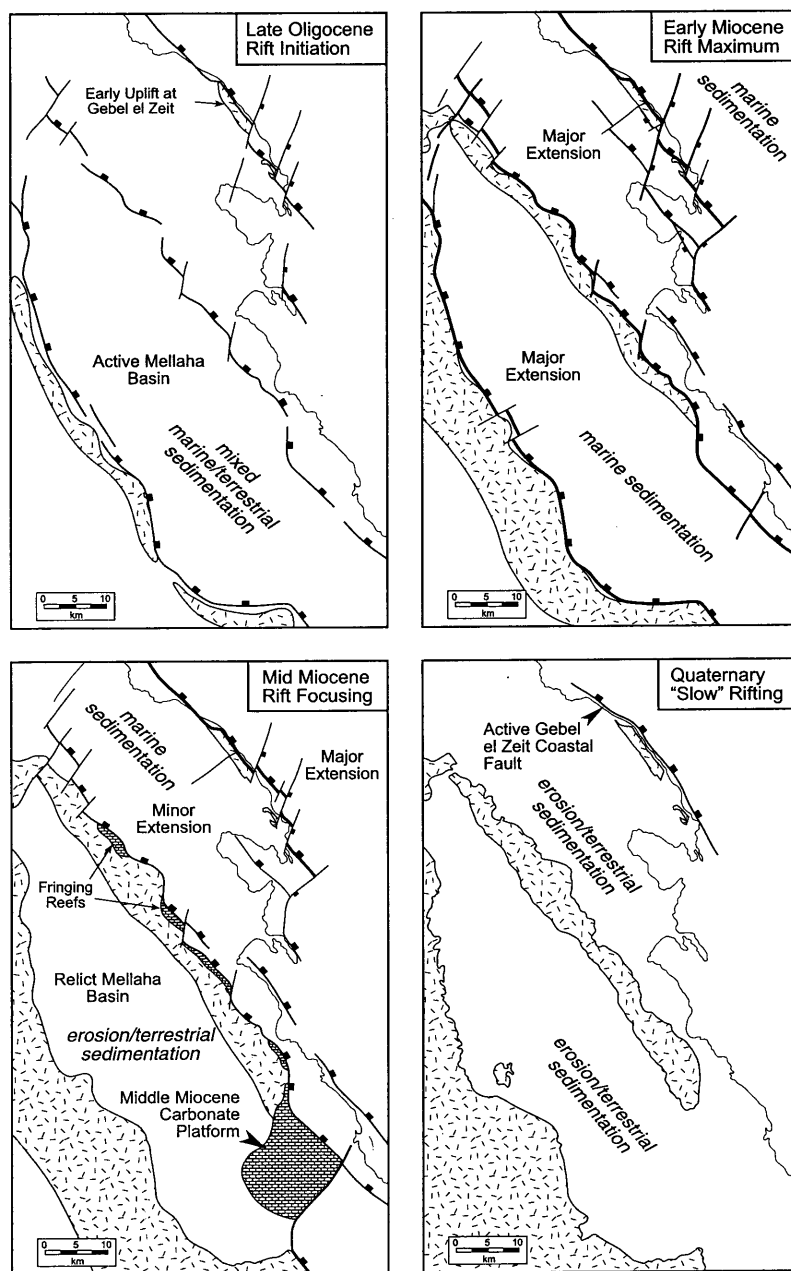 Late Oligocene
Rift Initiation
Early Uplift at
Gebel el Zeit
Active Mellaha
Basin
mixed
marine/terrestrial
sedimentation
0 5 10
km
Early Miocene
Rift Maximum
marine
sedimentation
Major
Extension
Major
Extension
marine sedimentation
0 5 10
km
Mid Miocene
Rift Focusing
marine
sedimentation
Major
Extension
Minor
Extension
Fringing
Reefs
Relict Mellaha
Basin
erosion/terrestrial
sedimentation
Middle Miocene
Carbonate
Platform
0 5 10
km
Quaternary
"Slow" Rifting
Active Gebel
el Zeit Coastal
Fault
erosion/terrestrial
sedimentation
erosion/terrestrial
sedimentation
0 5 10
km